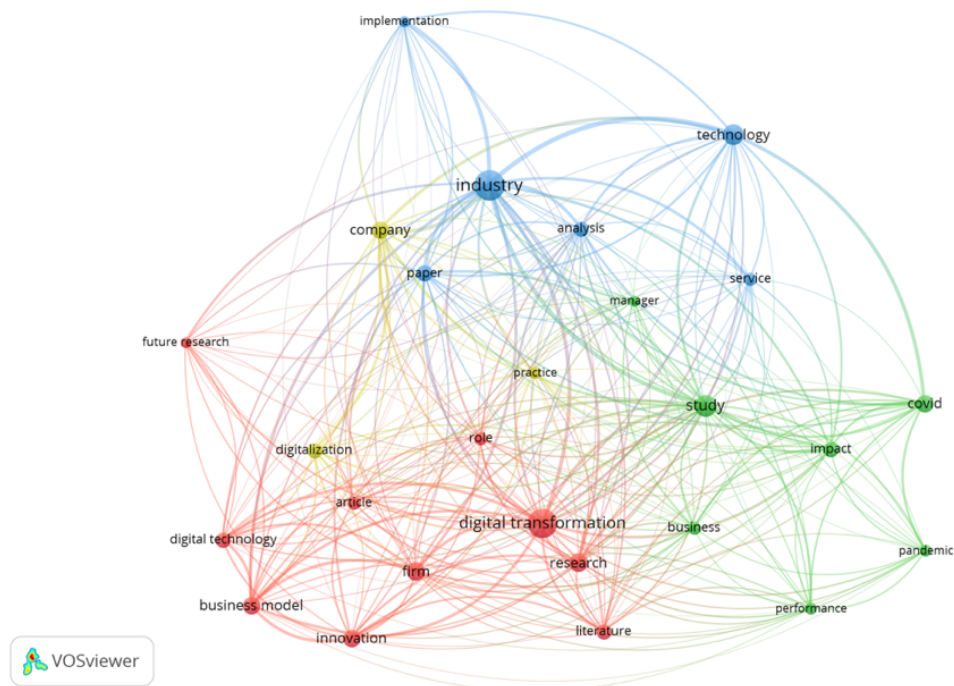 implementation
technology
industry
company
analysis
paper
service
manager
future research
practice
study
covid
role
digitalization
impact
article
digital transformation
business
digital technology
pandemic
research
firm
business model
performance
literature
innovation
VOSviewer